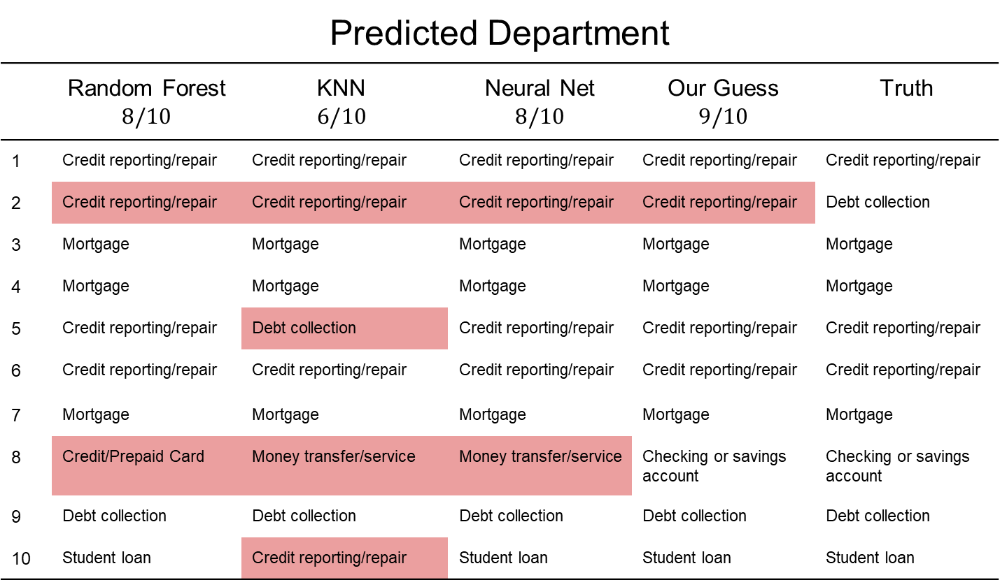 Predicted Department
Random Forest KNN Neural Net Our Guess Truth
8/10 6/10 8/10 9/10
1 Credit reporting/repair Credit reporting/repair Credit reporting/repair Credit reporting/repair Credit reporting/repair
2 Credit reporting/repair Credit reporting/repair Credit reporting/repair Credit reporting/repair Debt collection
3 Mortgage Mortgage Mortgage Mortgage Mortgage
4 Mortgage Mortgage Mortgage Mortgage Mortgage
5 Credit reporting/repair Debt collection Credit reporting/repair Credit reporting/repair Credit reporting/repair
6 Credit reporting/repair Credit reporting/repair Credit reporting/repair Credit reporting/repair Credit reporting/repair
7 Mortgage Mortgage Mortgage Mortgage Mortgage
8 Credit/Prepaid Card Money transfer/service Money transfer/service Checking or savings Checking or savings
account account
9 Debt collection Debt collection Debt collection Debt collection Debt collection
10 Student loan Credit reporting/repair Student loan Student loan Student loan